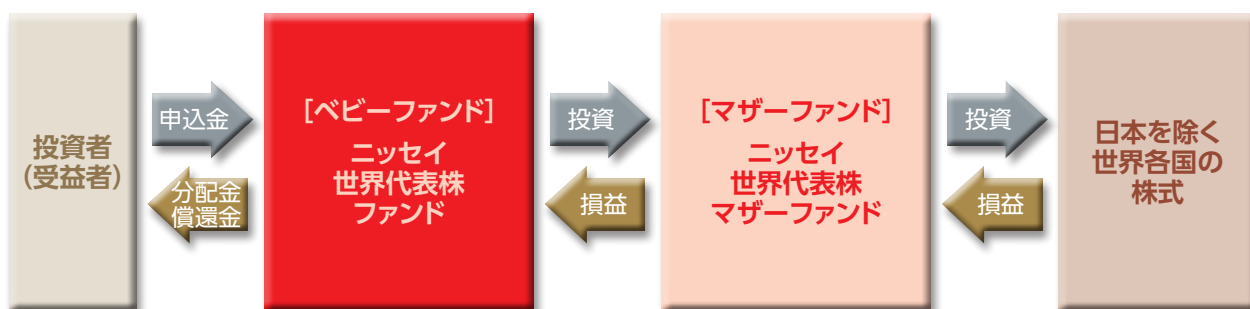 投資者
(受益者)
申込金
分配金
償還金
[ベビーファンド]
ニッセイ
世界代表株
ファンド
投資
損益
[マザーファンド]
ニッセイ
世界代表株
マザーファンド
投資
損益
日本を除く
世界各国の
株式